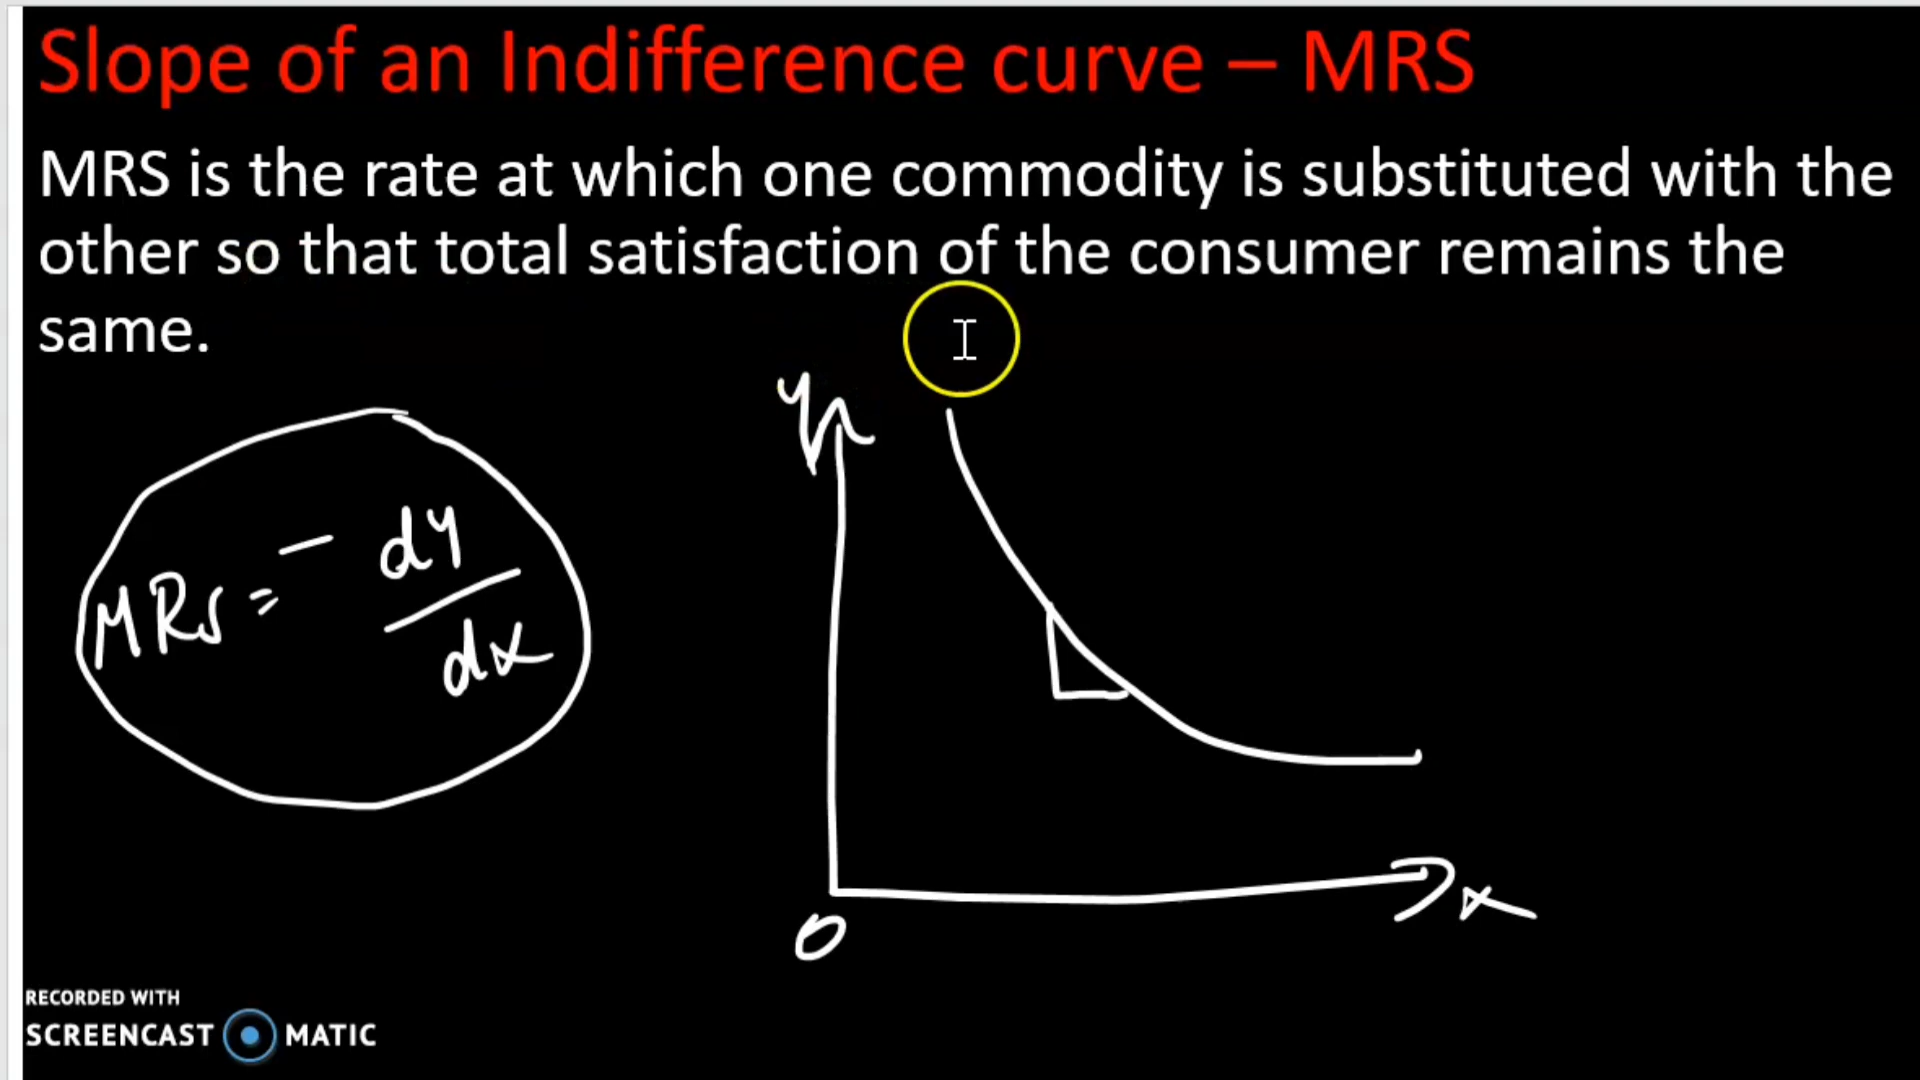 Slope of an Indifference curve – MRS
MRS is the rate at which one commodity is substituted with the
other so that total satisfaction of the consumer remains the
same.
y
MRS = - dy
dx
0
x
RECORDED WITH
SCREENCAST MATIC